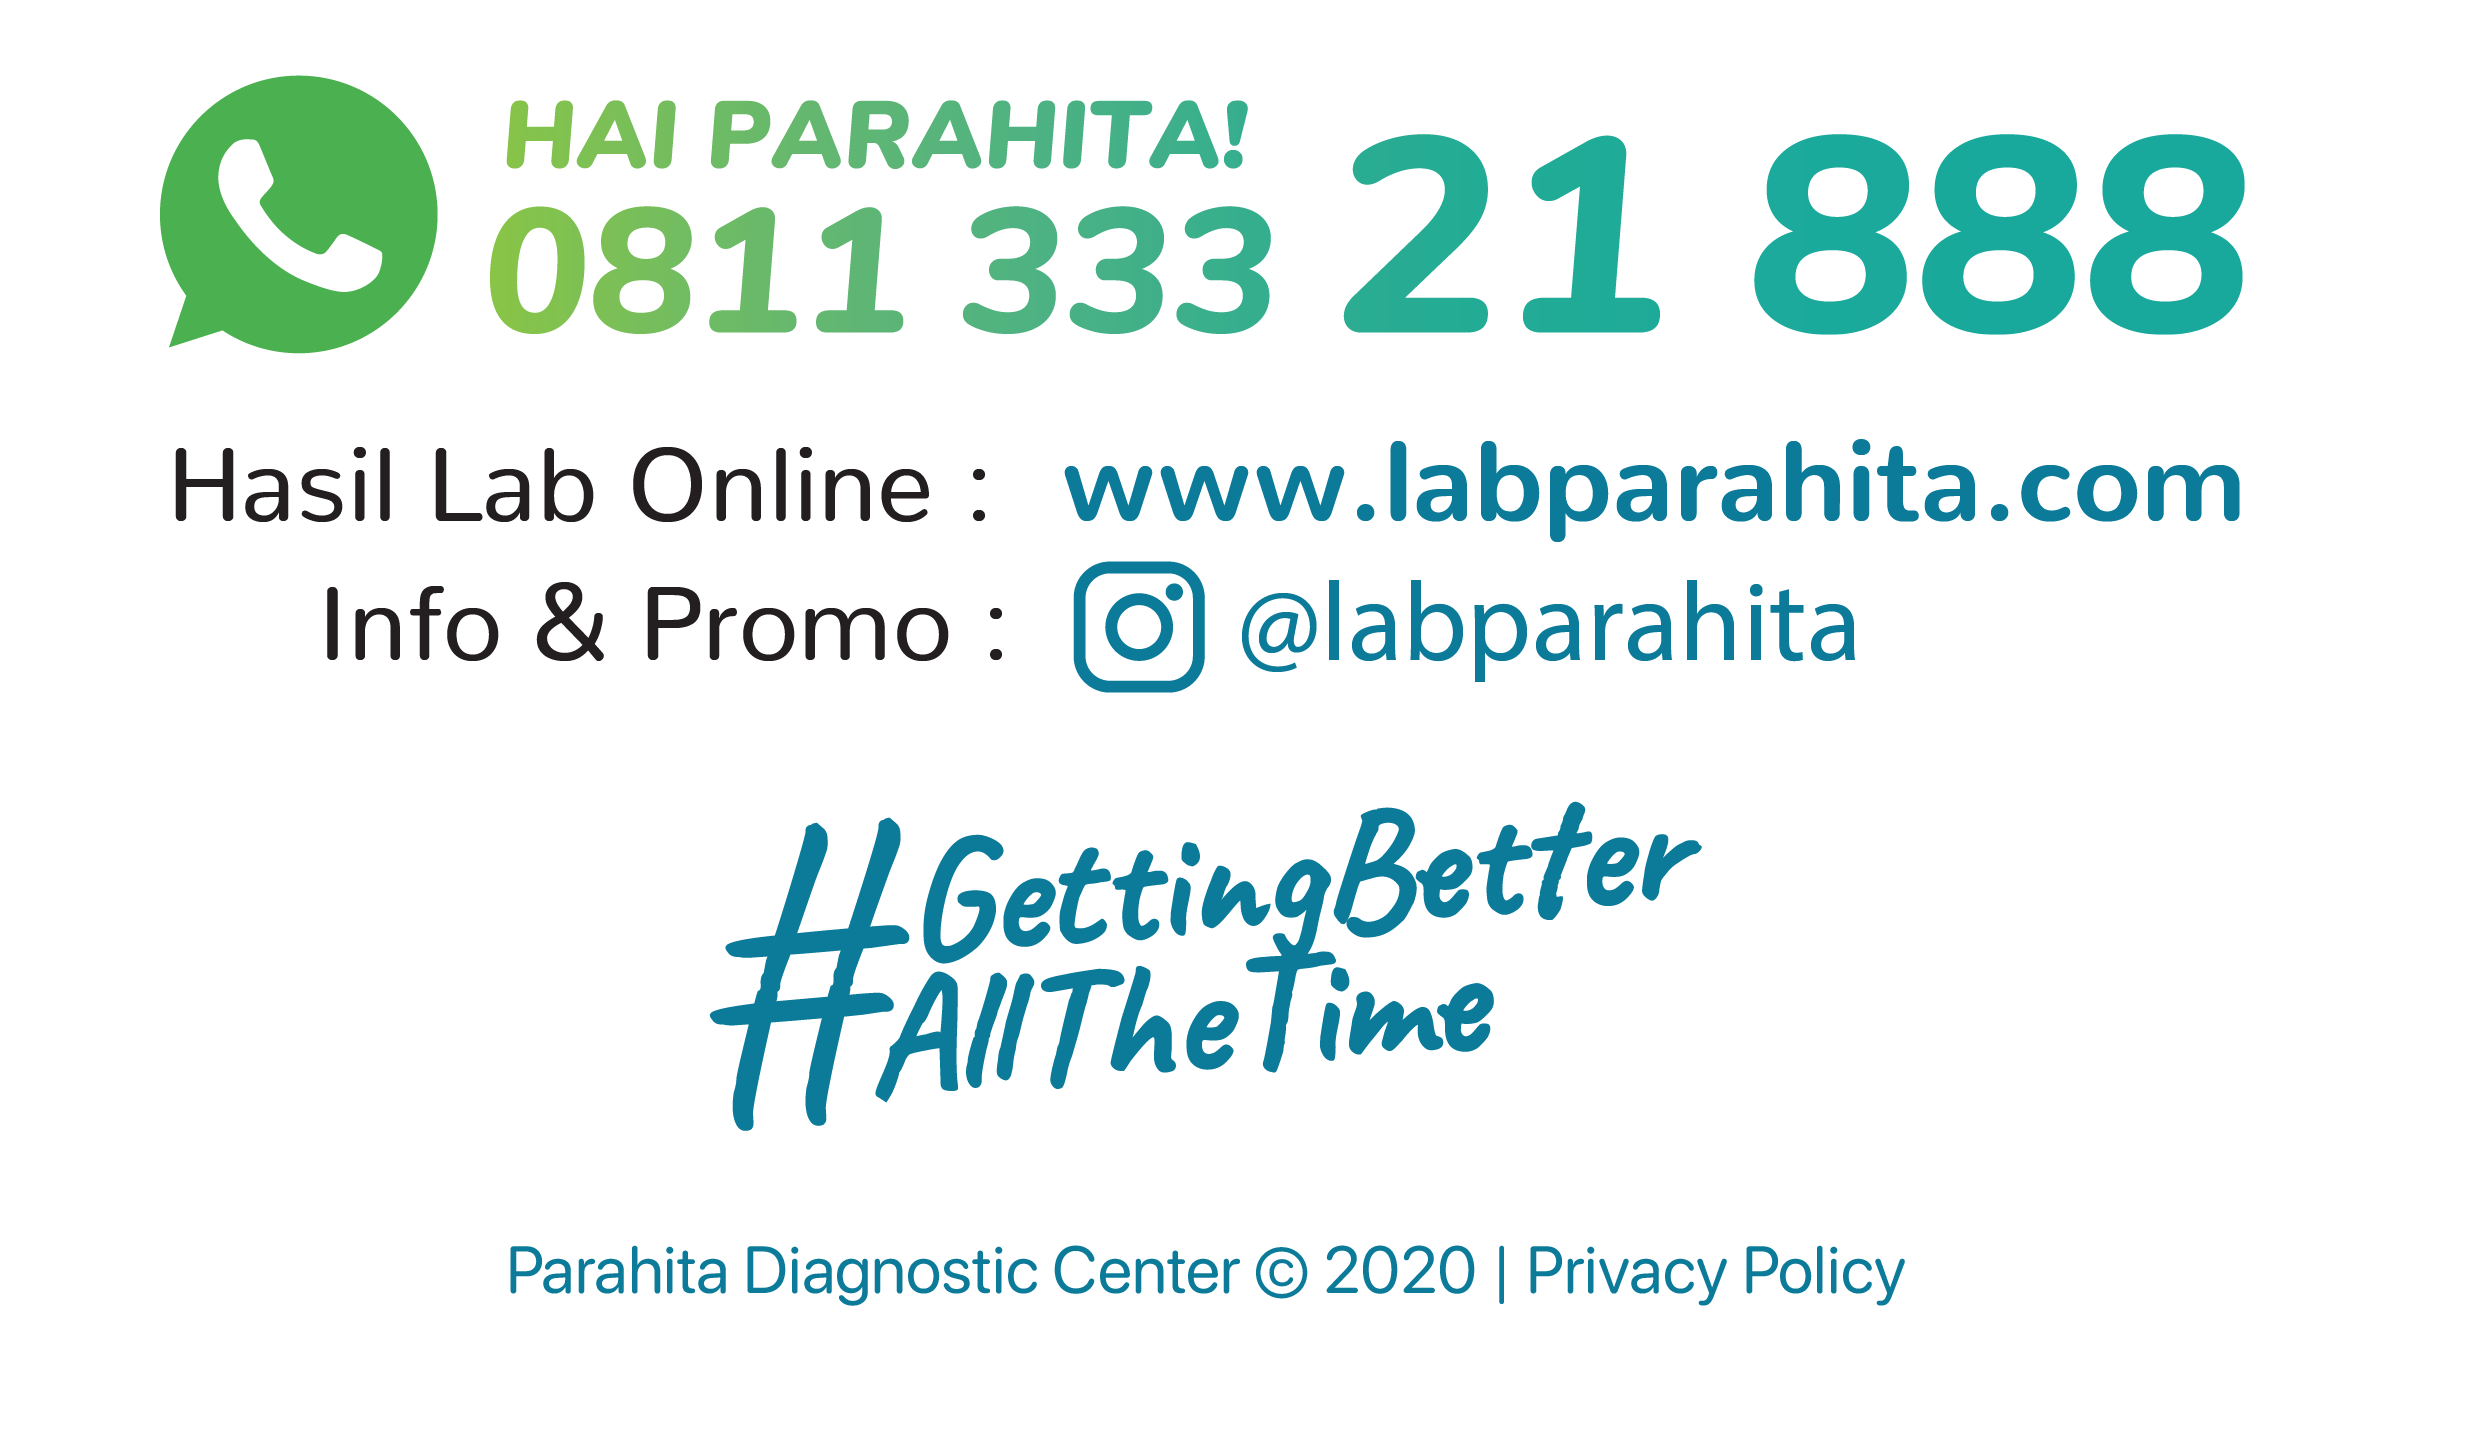 HAI PARAHITA!
0811 333 21 888
Hasil Lab Online : www.labparahita.com
Info & Promo : @labparahita
#GettingBetter
AllTheTime
Parahita Diagnostic Center © 2020 | Privacy Policy